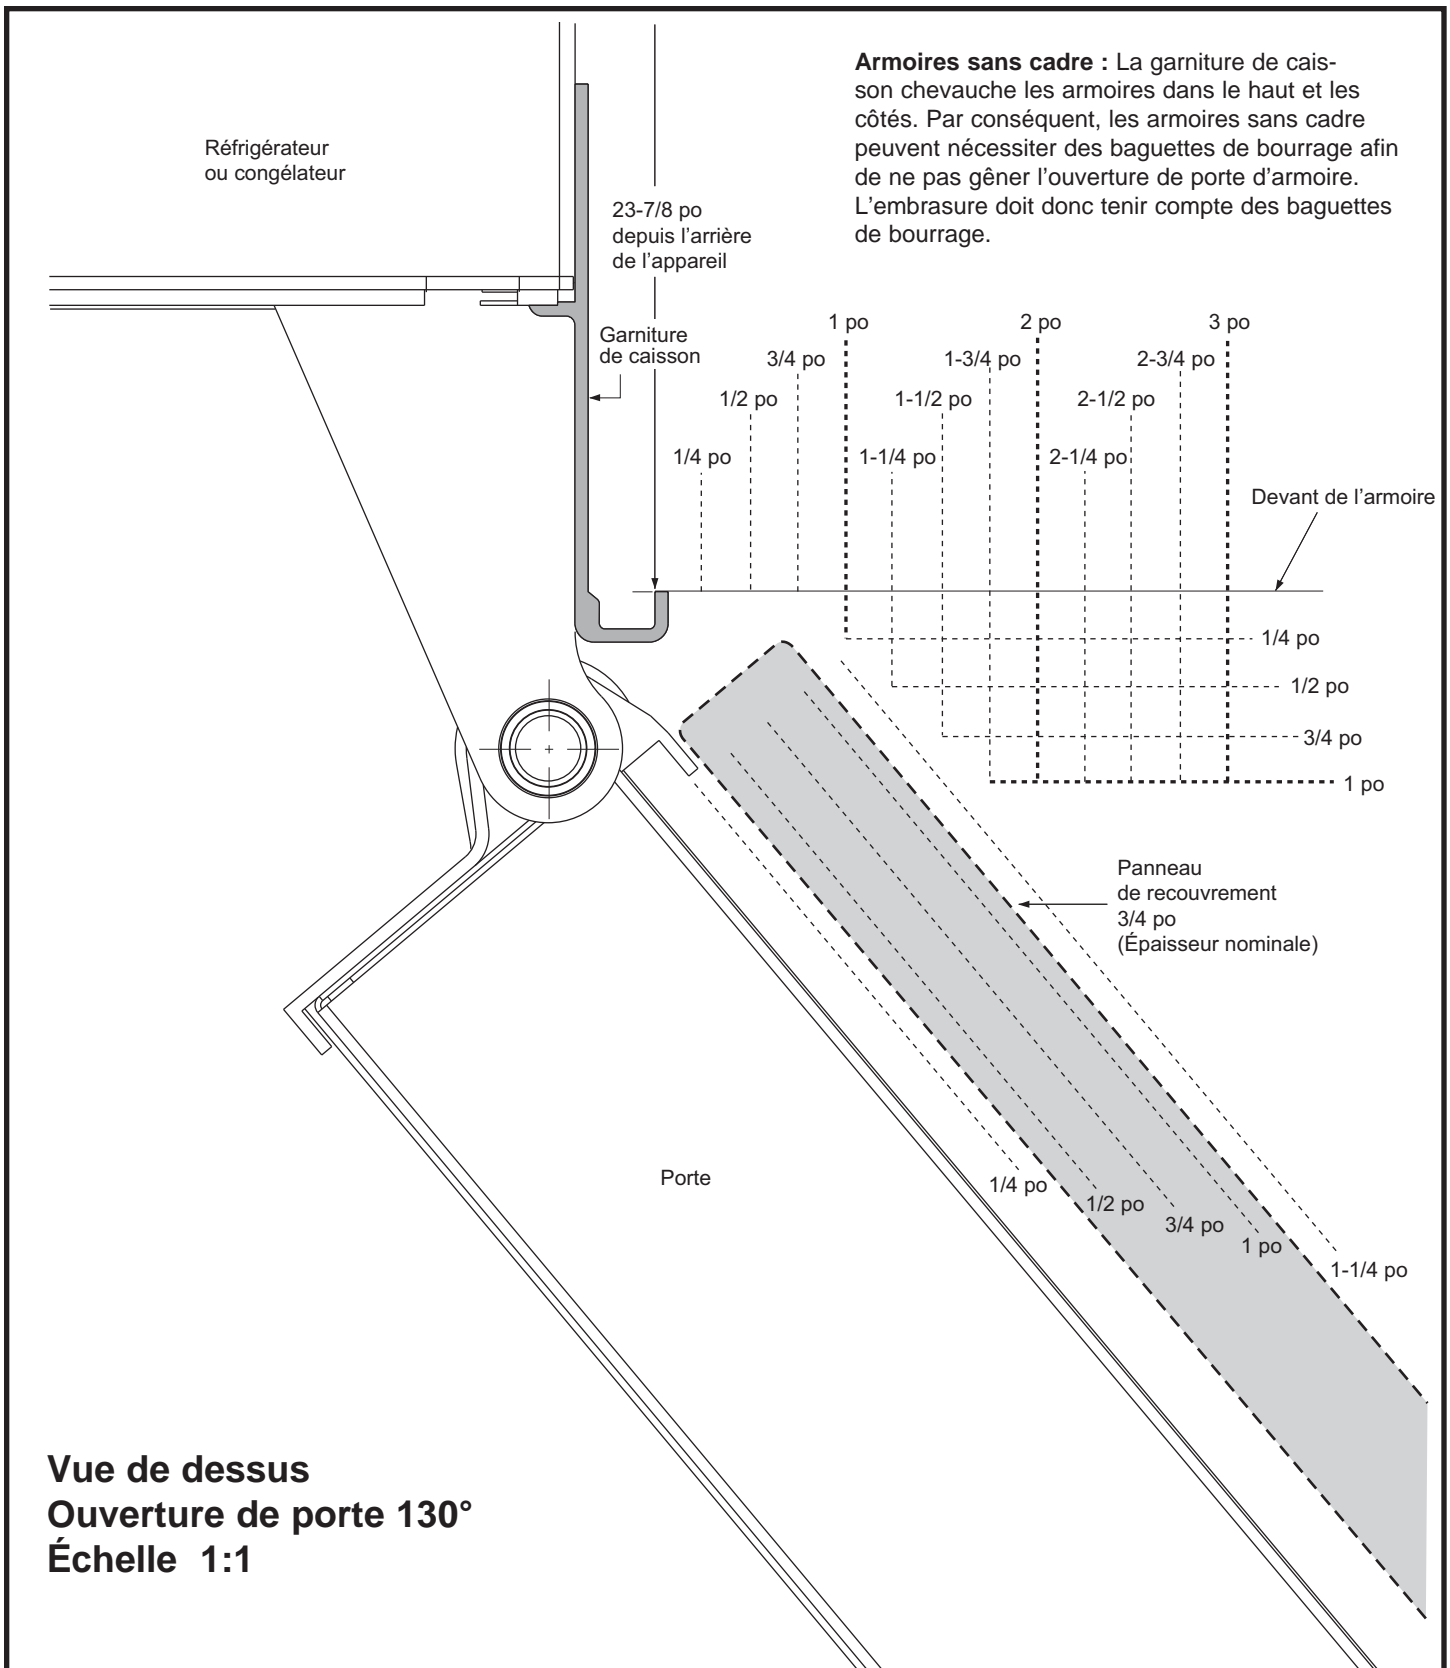 Armoires sans cadre : La garniture de cais-
son chevauche les armoires dans le haut et les
côtés. Par conséquent, les armoires sans cadre
peuvent nécessiter des baguettes de bourrage afin
de ne pas gêner l’ouverture de porte d’armoire.
L’embrasure doit donc tenir compte des baguettes
de bourrage.
Réfrigérateur
ou congélateur
23-7/8 po
depuis l’arrière
de l’appareil
Garniture
de caisson
1 po
2 po
3 po
3/4 po
1-3/4 po
2-3/4 po
1/2 po
1-1/2 po
2-1/2 po
1/4 po
1-1/4 po
2-1/4 po
Devant de l’armoire
1/4 po
1/2 po
3/4 po
1 po
Panneau
de recouvrement
3/4 po
(Épaisseur nominale)
Porte
1/4 po
1/2 po
3/4 po
1 po
1-1/4 po
Vue de dessus
Ouverture de porte 130°
Échelle 1:1